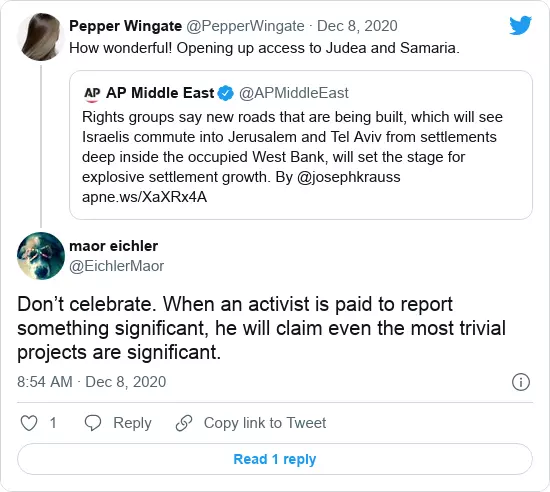 Pepper Wingate @PepperWingate · Dec 8, 2020
How wonderful! Opening up access to Judea and Samaria.
AP AP Middle East @APMiddleEast
Rights groups say new roads that are being built, which will see
Israelis commute into Jerusalem and Tel Aviv from settlements
deep inside the occupied West Bank, will set the stage for
explosive settlement growth. By @josephkrauss
apne.ws/XaXRx4A
maor eichler
@EichlerMaor
Don’t celebrate. When an activist is paid to report
something significant, he will claim even the most trivial
projects are significant.
8:54 AM · Dec 8, 2020
1 Reply Copy link to Tweet
Read 1 reply